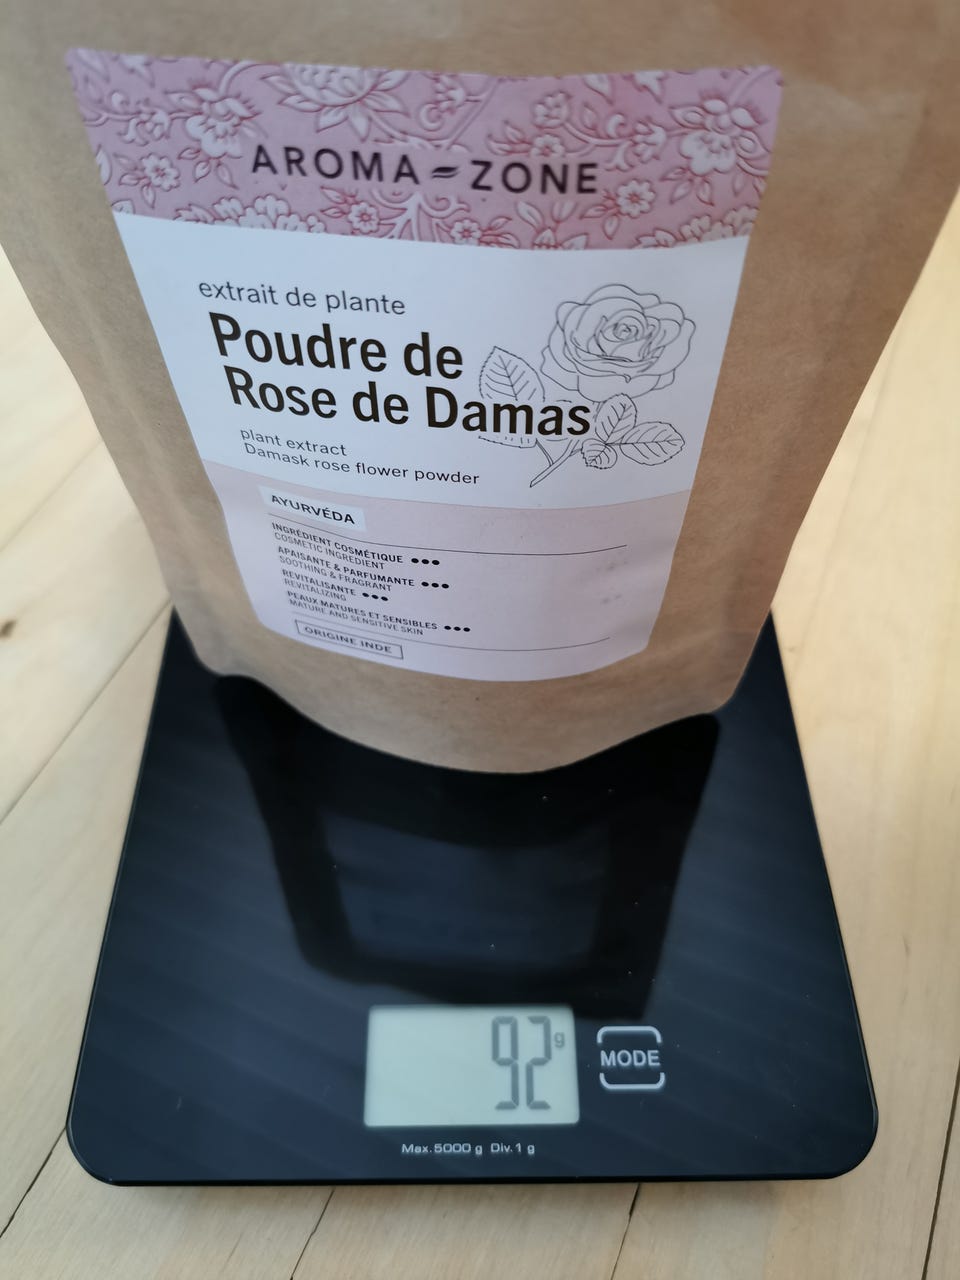 AROMA-ZONE
extrait de plante
Poudre de
Rose de Damas
plant extract
Damask rose flower powder
AYURVÉDA
INGRÉDIENT COSMÉTIQUE ●●●
COSMETIC INGREDIENT
APAISANTE & PARFUMANTE ●●●
SOOTHING & FRAGRANT
REVITALISANTE ●●●
REVITALIZING
PEAUX MATURES ET SENSIBLES ●●●
MATURE AND SENSITIVE SKIN
ORIGINE INDE
92 g
MODE
Max. 5000 g Div. 1 g